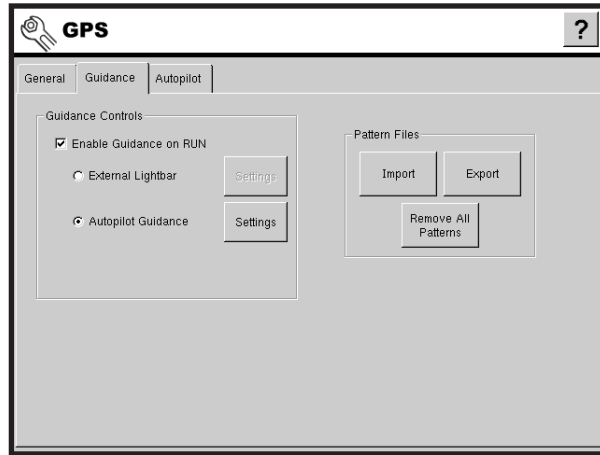 GPS
?
General Guidance Autopilot
Guidance Controls
Enable Guidance on RUN
External Lightbar
Settings
Autopilot Guidance
Settings
Pattern Files
Import
Export
Remove All
Patterns